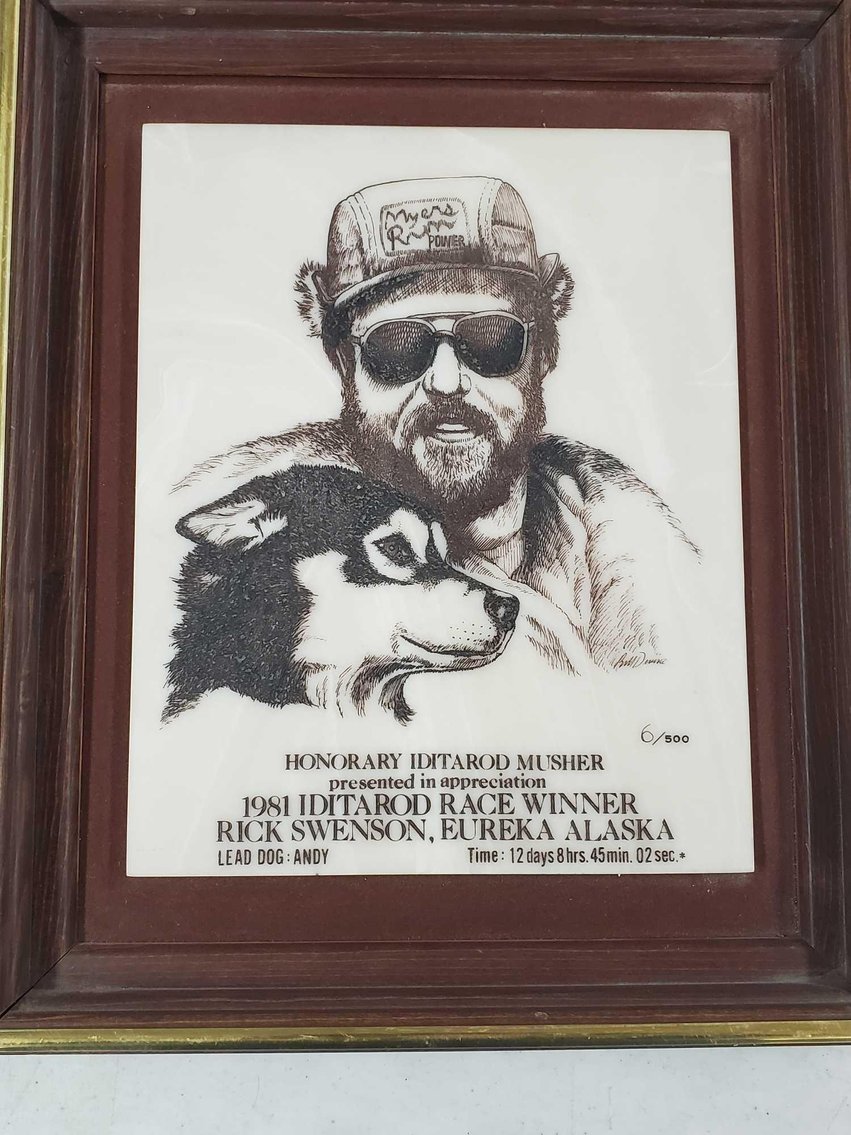 Myers
Rum
POWER
6/500
HONORARY IDITAROD MUSHER
presented in appreciation
1981 IDITAROD RACE WINNER
RICK SWENSON, EUREKA ALASKA
LEAD DOG: ANDY Time: 12 days 8 hrs. 45 min. 02 sec.*